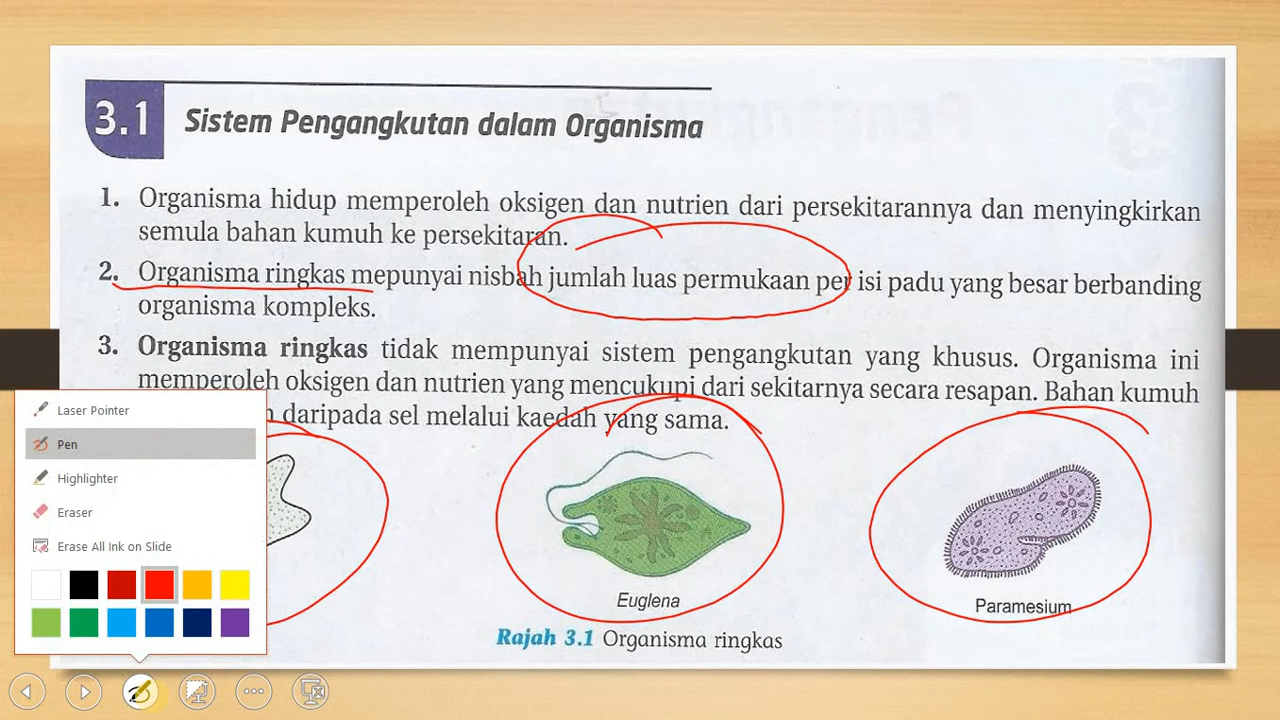 3.1 Sistem Pengangkutan dalam Organisma
1. Organisma hidup memperoleh oksigen dan nutrien dari persekitarannya dan menyingkirkan
semula bahan kumuh ke persekitaran.
2. Organisma ringkas mepunyai nisbah jumlah luas permukaan per isi padu yang besar berbanding
organisma kompleks.
3. Organisma ringkas tidak mempunyai sistem pengangkutan yang khusus. Organisma ini
memperoleh oksigen dan nutrien yang mencukupi dari sekitarnya secara resapan. Bahan kumuh
daripada sel melalui kaedah yang sama.
Laser Pointer
Pen
Highlighter
Eraser
Erase All Ink on Slide
Euglena
Paramesium
Rajah 3.1 Organisma ringkas